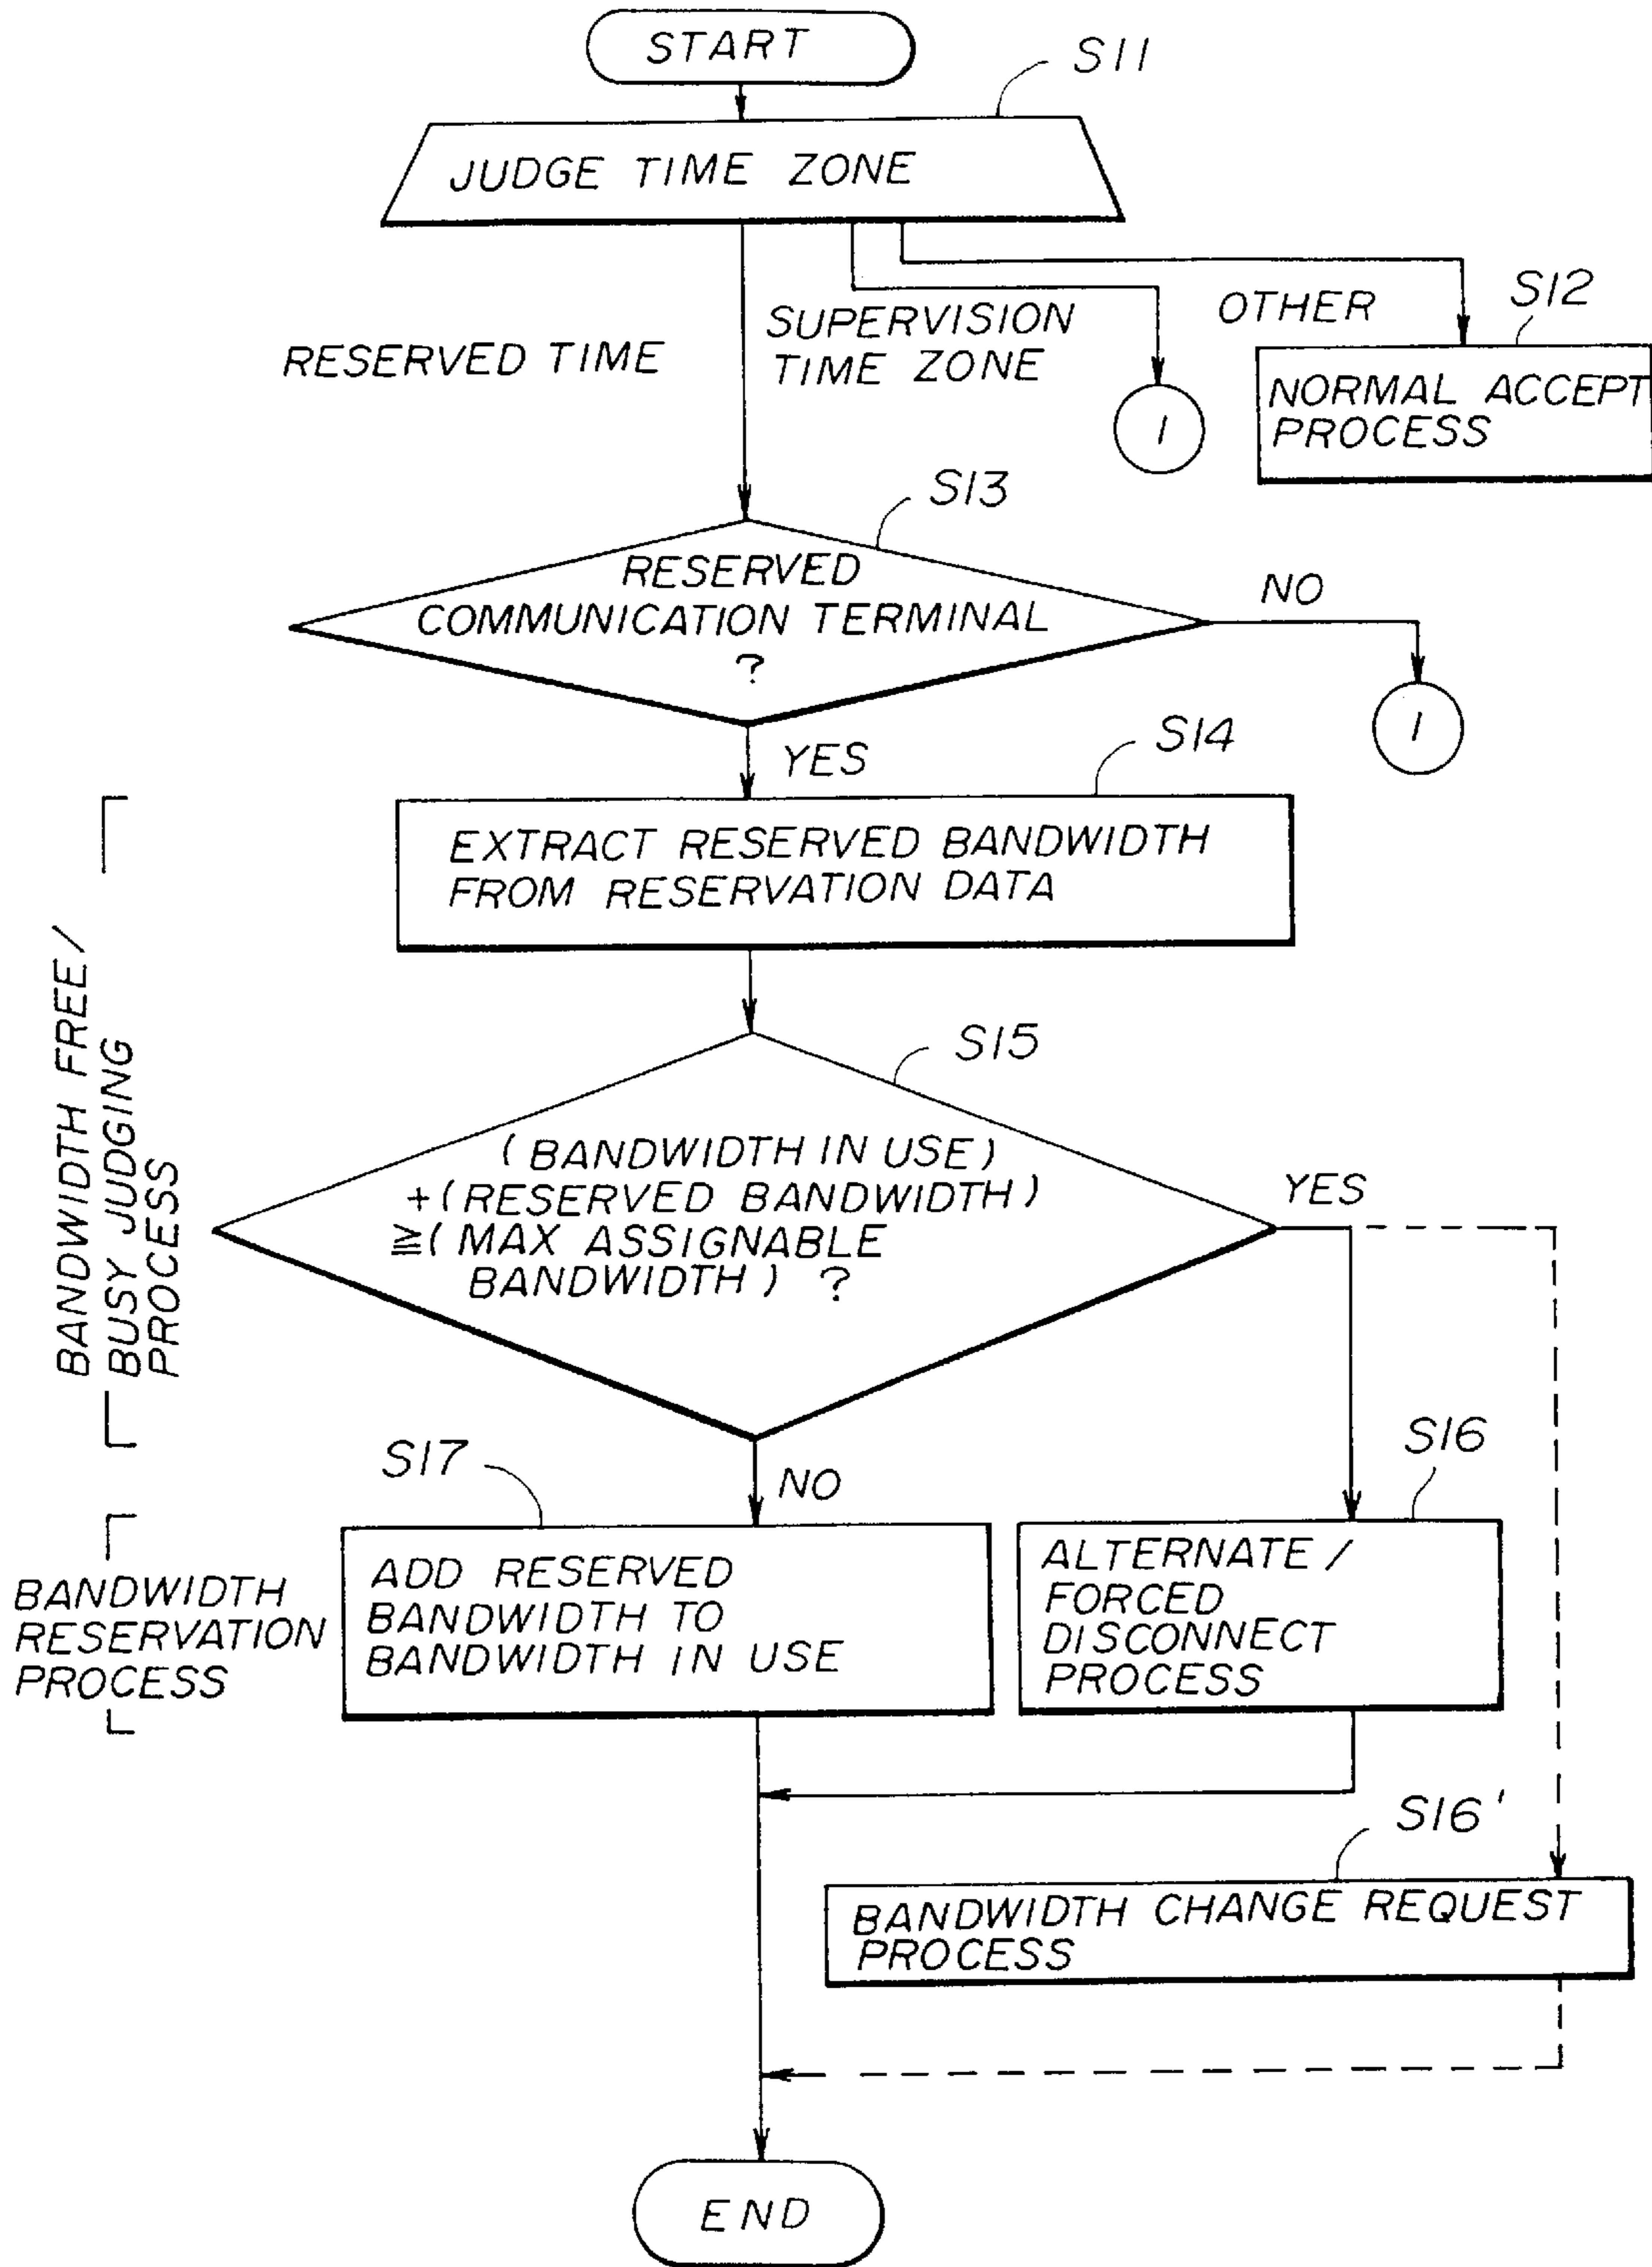 START
S11
JUDGE TIME ZONE
RESERVED TIME
SUPERVISION
TIME ZONE
OTHER
S12
1
NORMAL ACCEPT
PROCESS
S13
RESERVED
COMMUNICATION TERMINAL
?
NO
1
YES
S14
EXTRACT RESERVED BANDWIDTH
FROM RESERVATION DATA
BANDWIDTH FREE/
BUSY JUDGING
PROCESS
S15
(BANDWIDTH IN USE)
+(RESERVED BANDWIDTH)
≧(MAX ASSIGNABLE
BANDWIDTH) ?
YES
S17
NO
S16
BANDWIDTH
RESERVATION
PROCESS
ADD RESERVED
BANDWIDTH TO
BANDWIDTH IN USE
ALTERNATE/
FORCED
DISCONNECT
PROCESS
S16'
BANDWIDTH CHANGE REQUEST
PROCESS
END